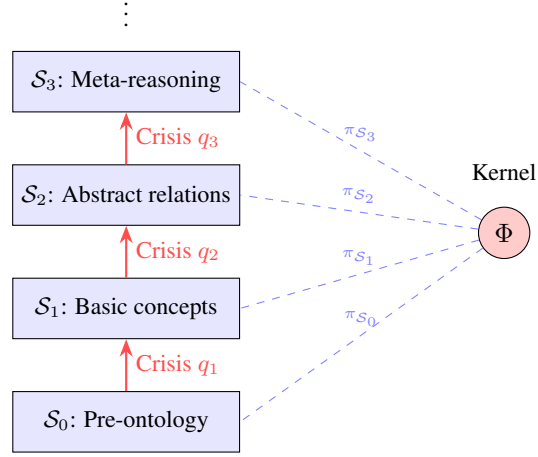 ⋮
𝒮₃: Meta-reasoning
Crisis q₃
π𝒮₃
𝒮₂: Abstract relations
π𝒮₂
Kernel
Φ
Crisis q₂
π𝒮₁
𝒮₁: Basic concepts
π𝒮₀
Crisis q₁
𝒮₀: Pre-ontology